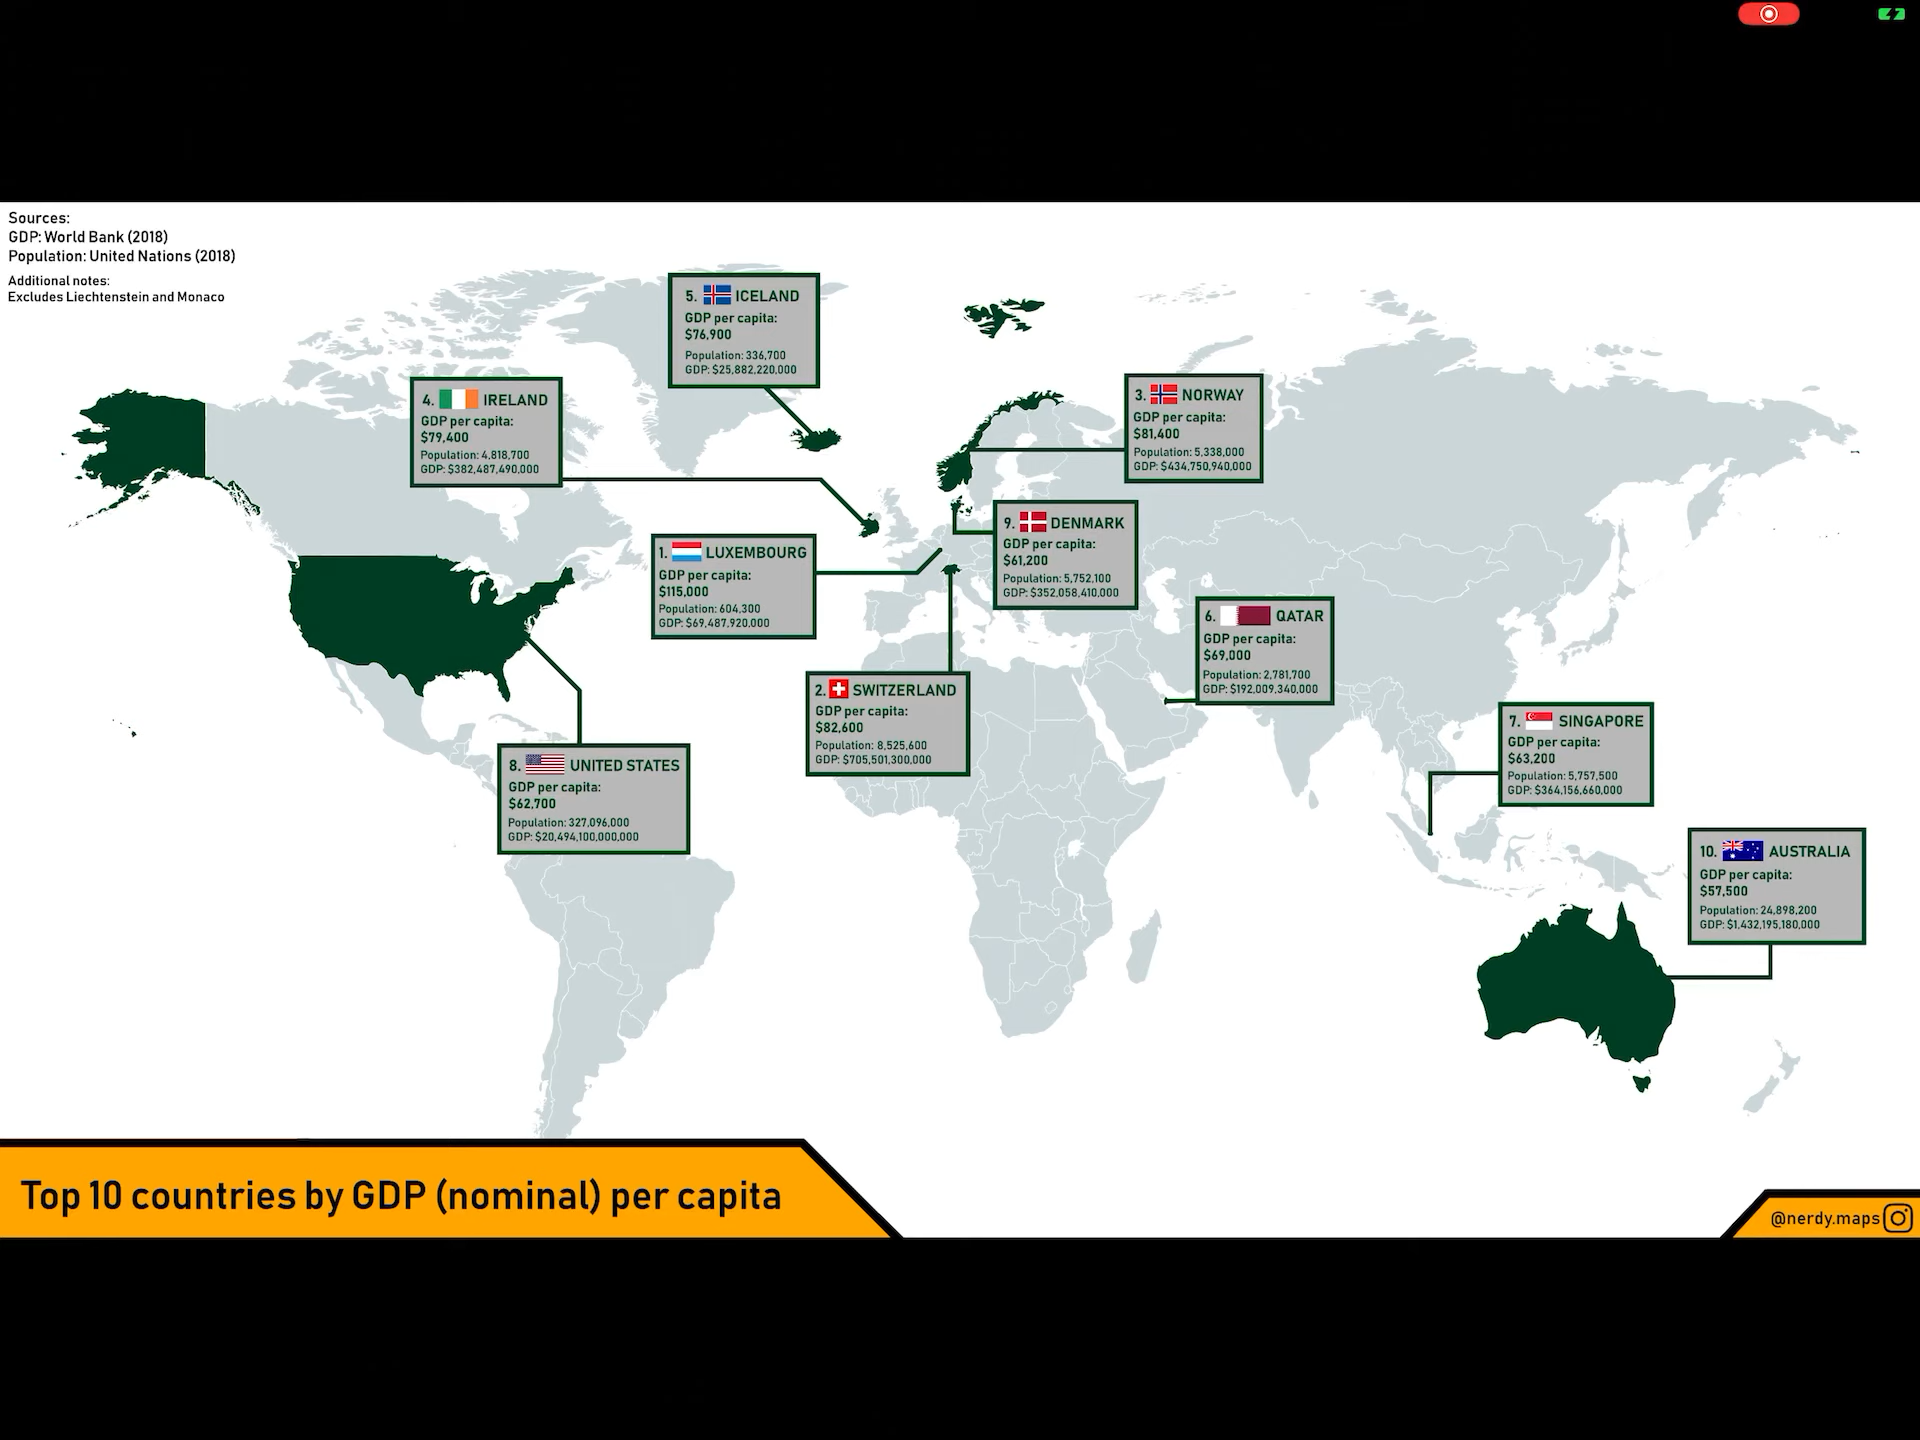 Sources:
GDP: World Bank (2018)
Population: United Nations (2018)
Additional notes:
Excludes Liechtenstein and Monaco
5. ICELAND
GDP per capita:
$76,900
Population: 336,700
GDP: $25,882,220,000
4. IRELAND
GDP per capita:
$79,400
Population: 4,818,700
GDP: $382,487,490,000
3. NORWAY
GDP per capita:
$81,400
Population: 5,338,000
GDP: $434,750,940,000
9. DENMARK
GDP per capita:
$61,200
Population: 5,752,100
GDP: $352,058,410,000
1. LUXEMBOURG
GDP per capita:
$115,000
Population: 604,300
GDP: $69,487,920,000
6. QATAR
GDP per capita:
$69,000
Population: 2,781,700
GDP: $192,009,340,000
2. SWITZERLAND
GDP per capita:
$82,600
Population: 8,525,600
GDP: $705,501,300,000
7. SINGAPORE
GDP per capita:
$63,200
Population: 5,757,500
GDP: $364,156,660,000
8. UNITED STATES
GDP per capita:
$62,700
Population: 327,096,000
GDP: $20,494,100,000,000
10. AUSTRALIA
GDP per capita:
$57,500
Population: 24,898,200
GDP: $1,432,195,180,000
Top 10 countries by GDP (nominal) per capita
@nerdy.maps